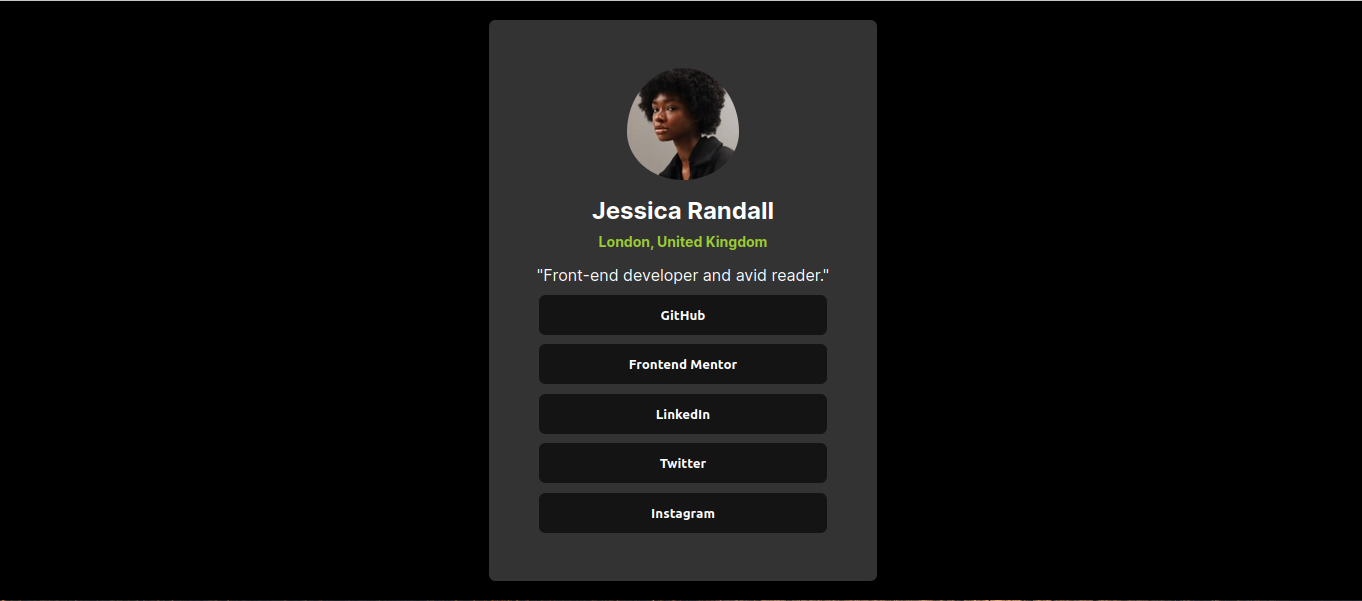 Jessica Randall
London, United Kingdom
"Front-end developer and avid reader."
GitHub
Frontend Mentor
LinkedIn
Twitter
Instagram